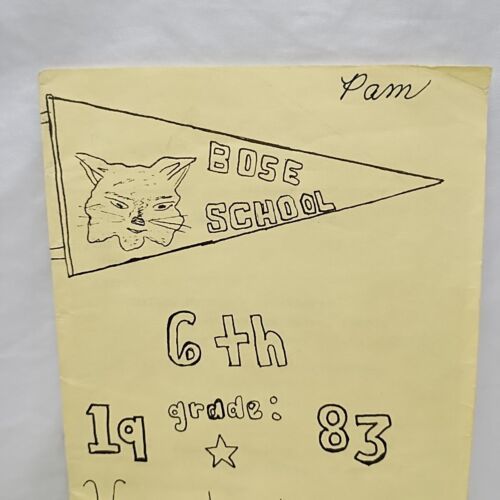 Pam
BOSE
SCHOOL
6th
grade:
19 83